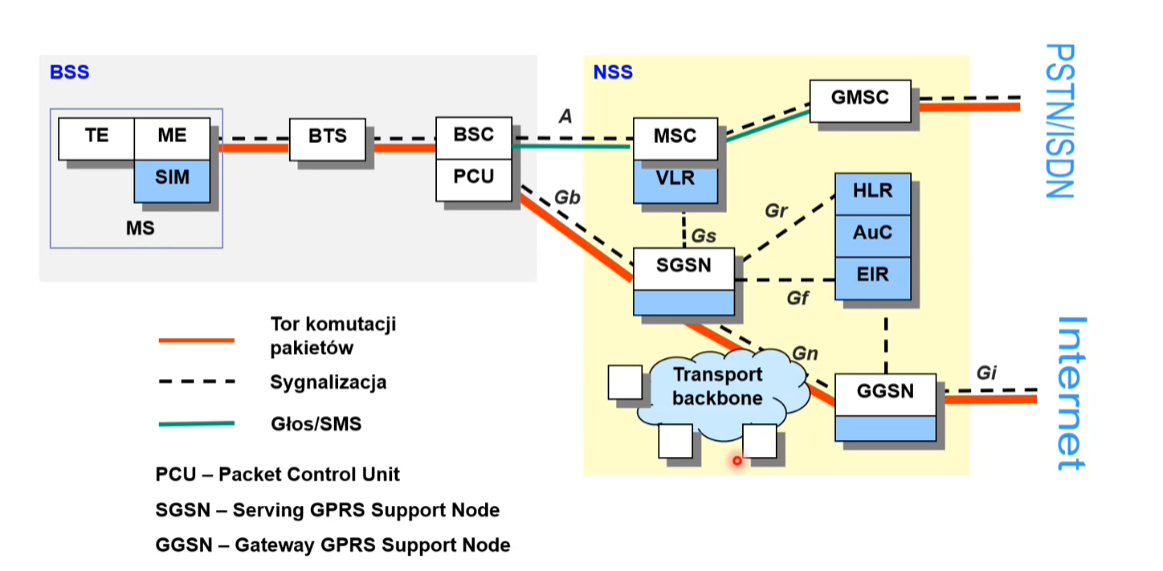 BSS
NSS
PSTN/ISDN
TE
ME
SIM
MS
BTS
BSC
PCU
A
Gb
MSC
VLR
GMSC
Gs
Gr
HLR
AuC
EIR
SGSN
Gf
Gn
Transport
backbone
GGSN
Gi
Internet
Tor komutacji
pakietów
Sygnalizacja
Głos/SMS
PCU – Packet Control Unit
SGSN – Serving GPRS Support Node
GGSN – Gateway GPRS Support Node